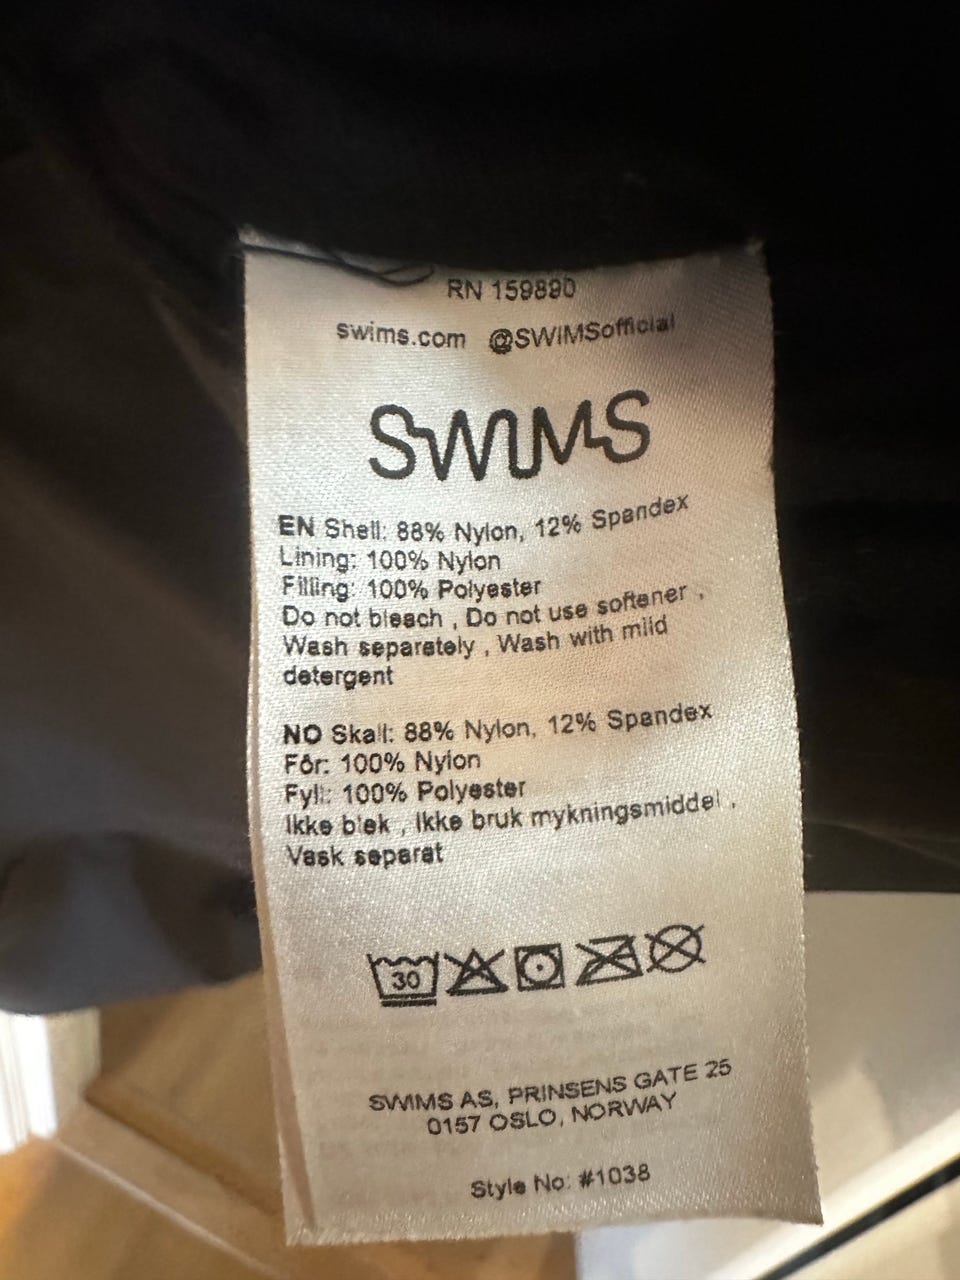 RN 159890
swims.com @SWIMSofficial
SWIMS
EN Shell: 88% Nylon, 12% Spandex
Lining: 100% Nylon
Filling: 100% Polyester
Do not bleach , Do not use softener ,
Wash separately , Wash with mild
detergent
NO Skall: 88% Nylon, 12% Spandex
Fôr: 100% Nylon
Fyll: 100% Polyester
Ikke blek , Ikke bruk mykningsmiddel ,
Vask separat
30
SWIMS AS, PRINSENS GATE 25
0157 OSLO, NORWAY
Style No: #1038